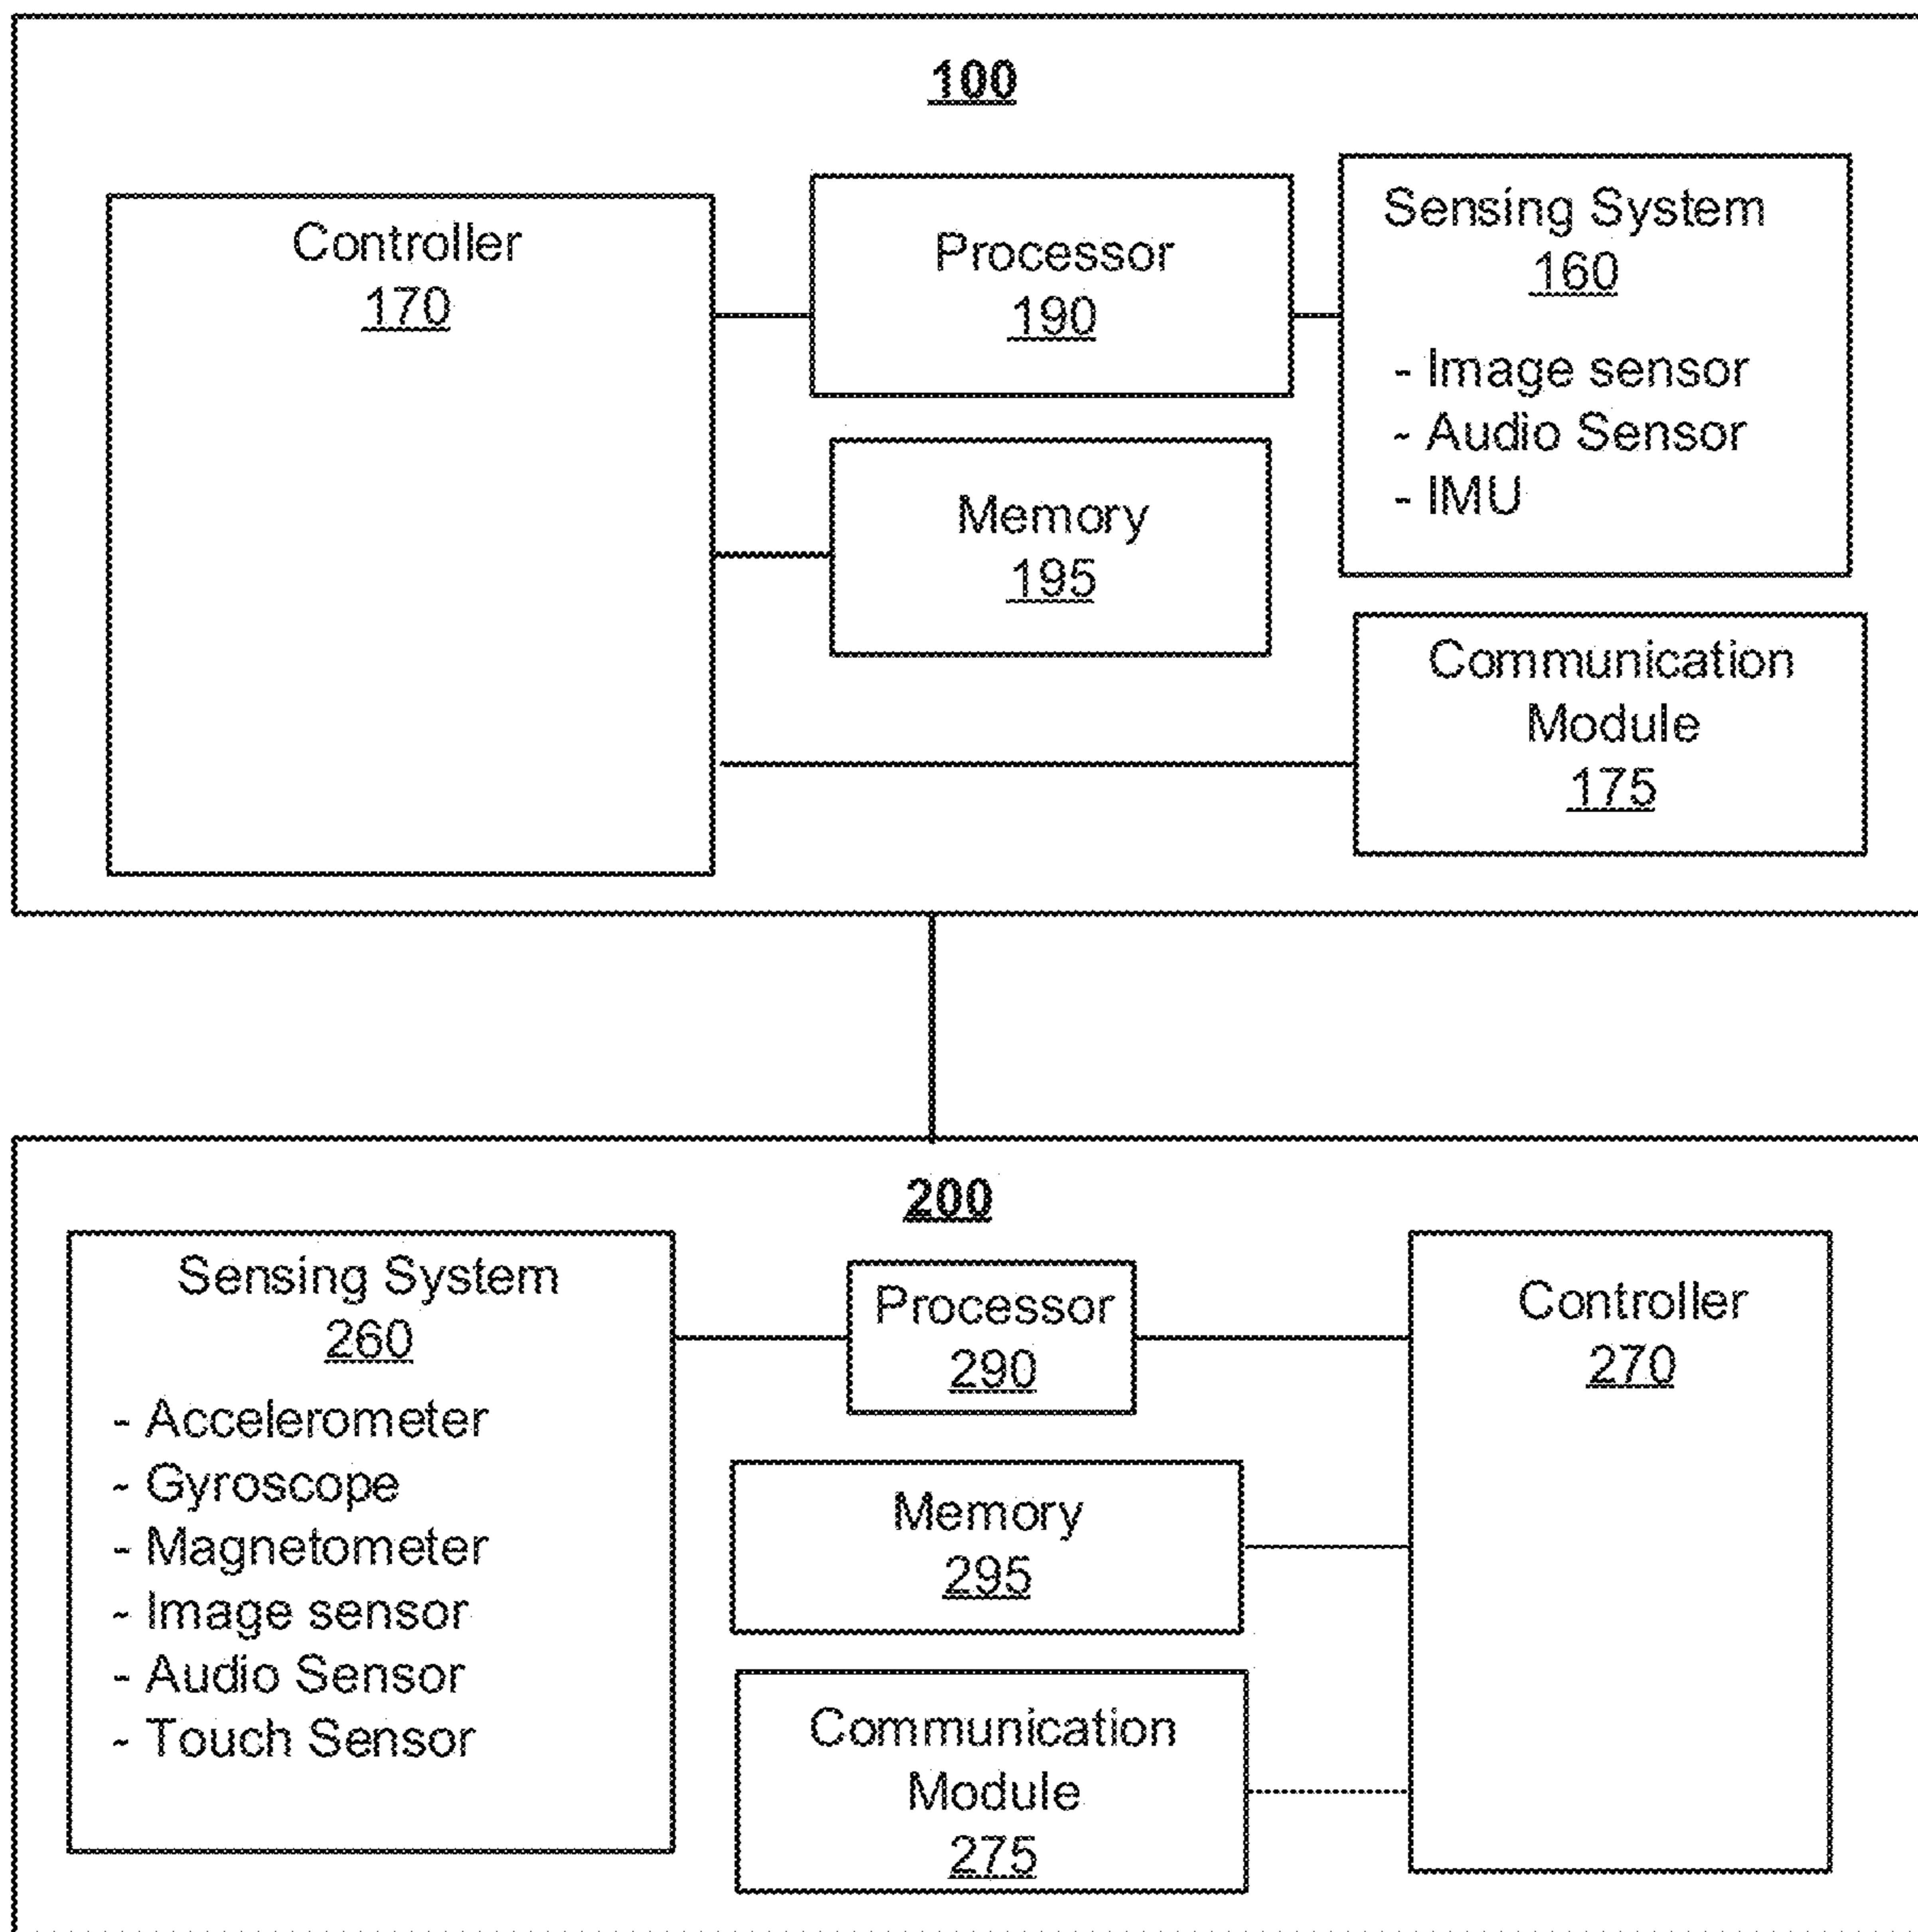 100
Controller
170
Processor
190
Sensing System
160
- Image sensor
- Audio Sensor
- IMU
Memory
195
Communication
Module
175
200
Sensing System
260
- Accelerometer
- Gyroscope
- Magnetometer
- Image sensor
- Audio Sensor
- Touch Sensor
Processor
290
Memory
295
Communication
Module
275
Controller
270